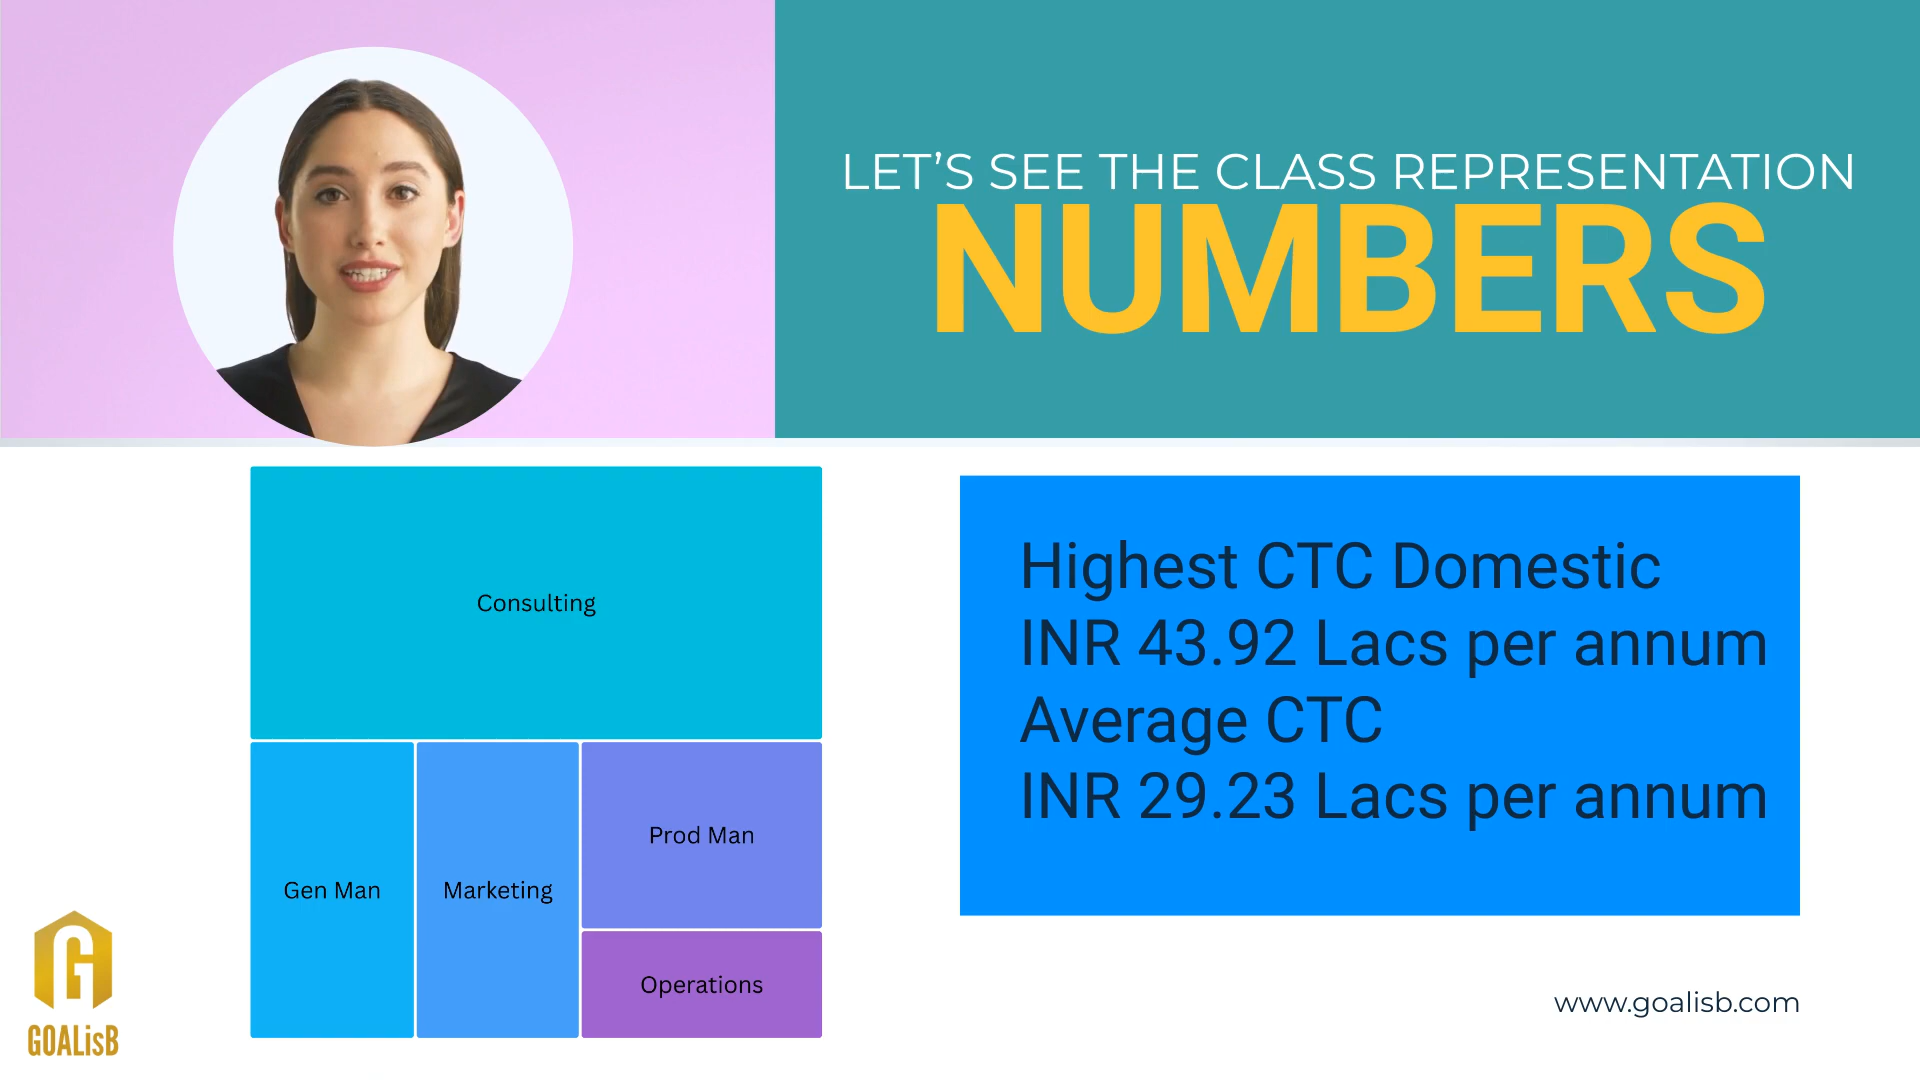 LET’S SEE THE CLASS REPRESENTATION
NUMBERS
Consulting
Gen Man
Marketing
Prod Man
Operations
Highest CTC Domestic
INR 43.92 Lacs per annum
Average CTC
INR 29.23 Lacs per annum
G
GOALisB
www.goalisb.com